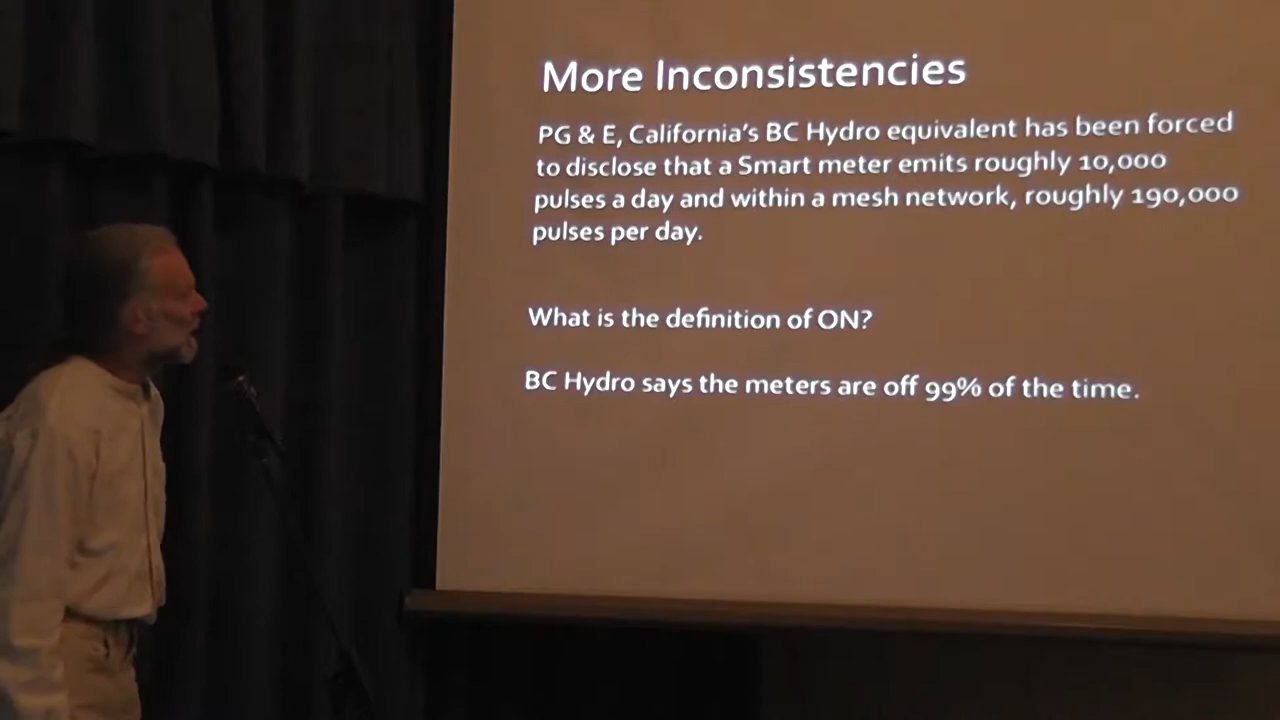 More Inconsistencies
PG & E, California's BC Hydro equivalent has been forced
to disclose that a Smart meter emits roughly 10,000
pulses a day and within a mesh network, roughly 190,000
pulses per day.
What is the definition of ON?
BC Hydro says the meters are off 99% of the time.